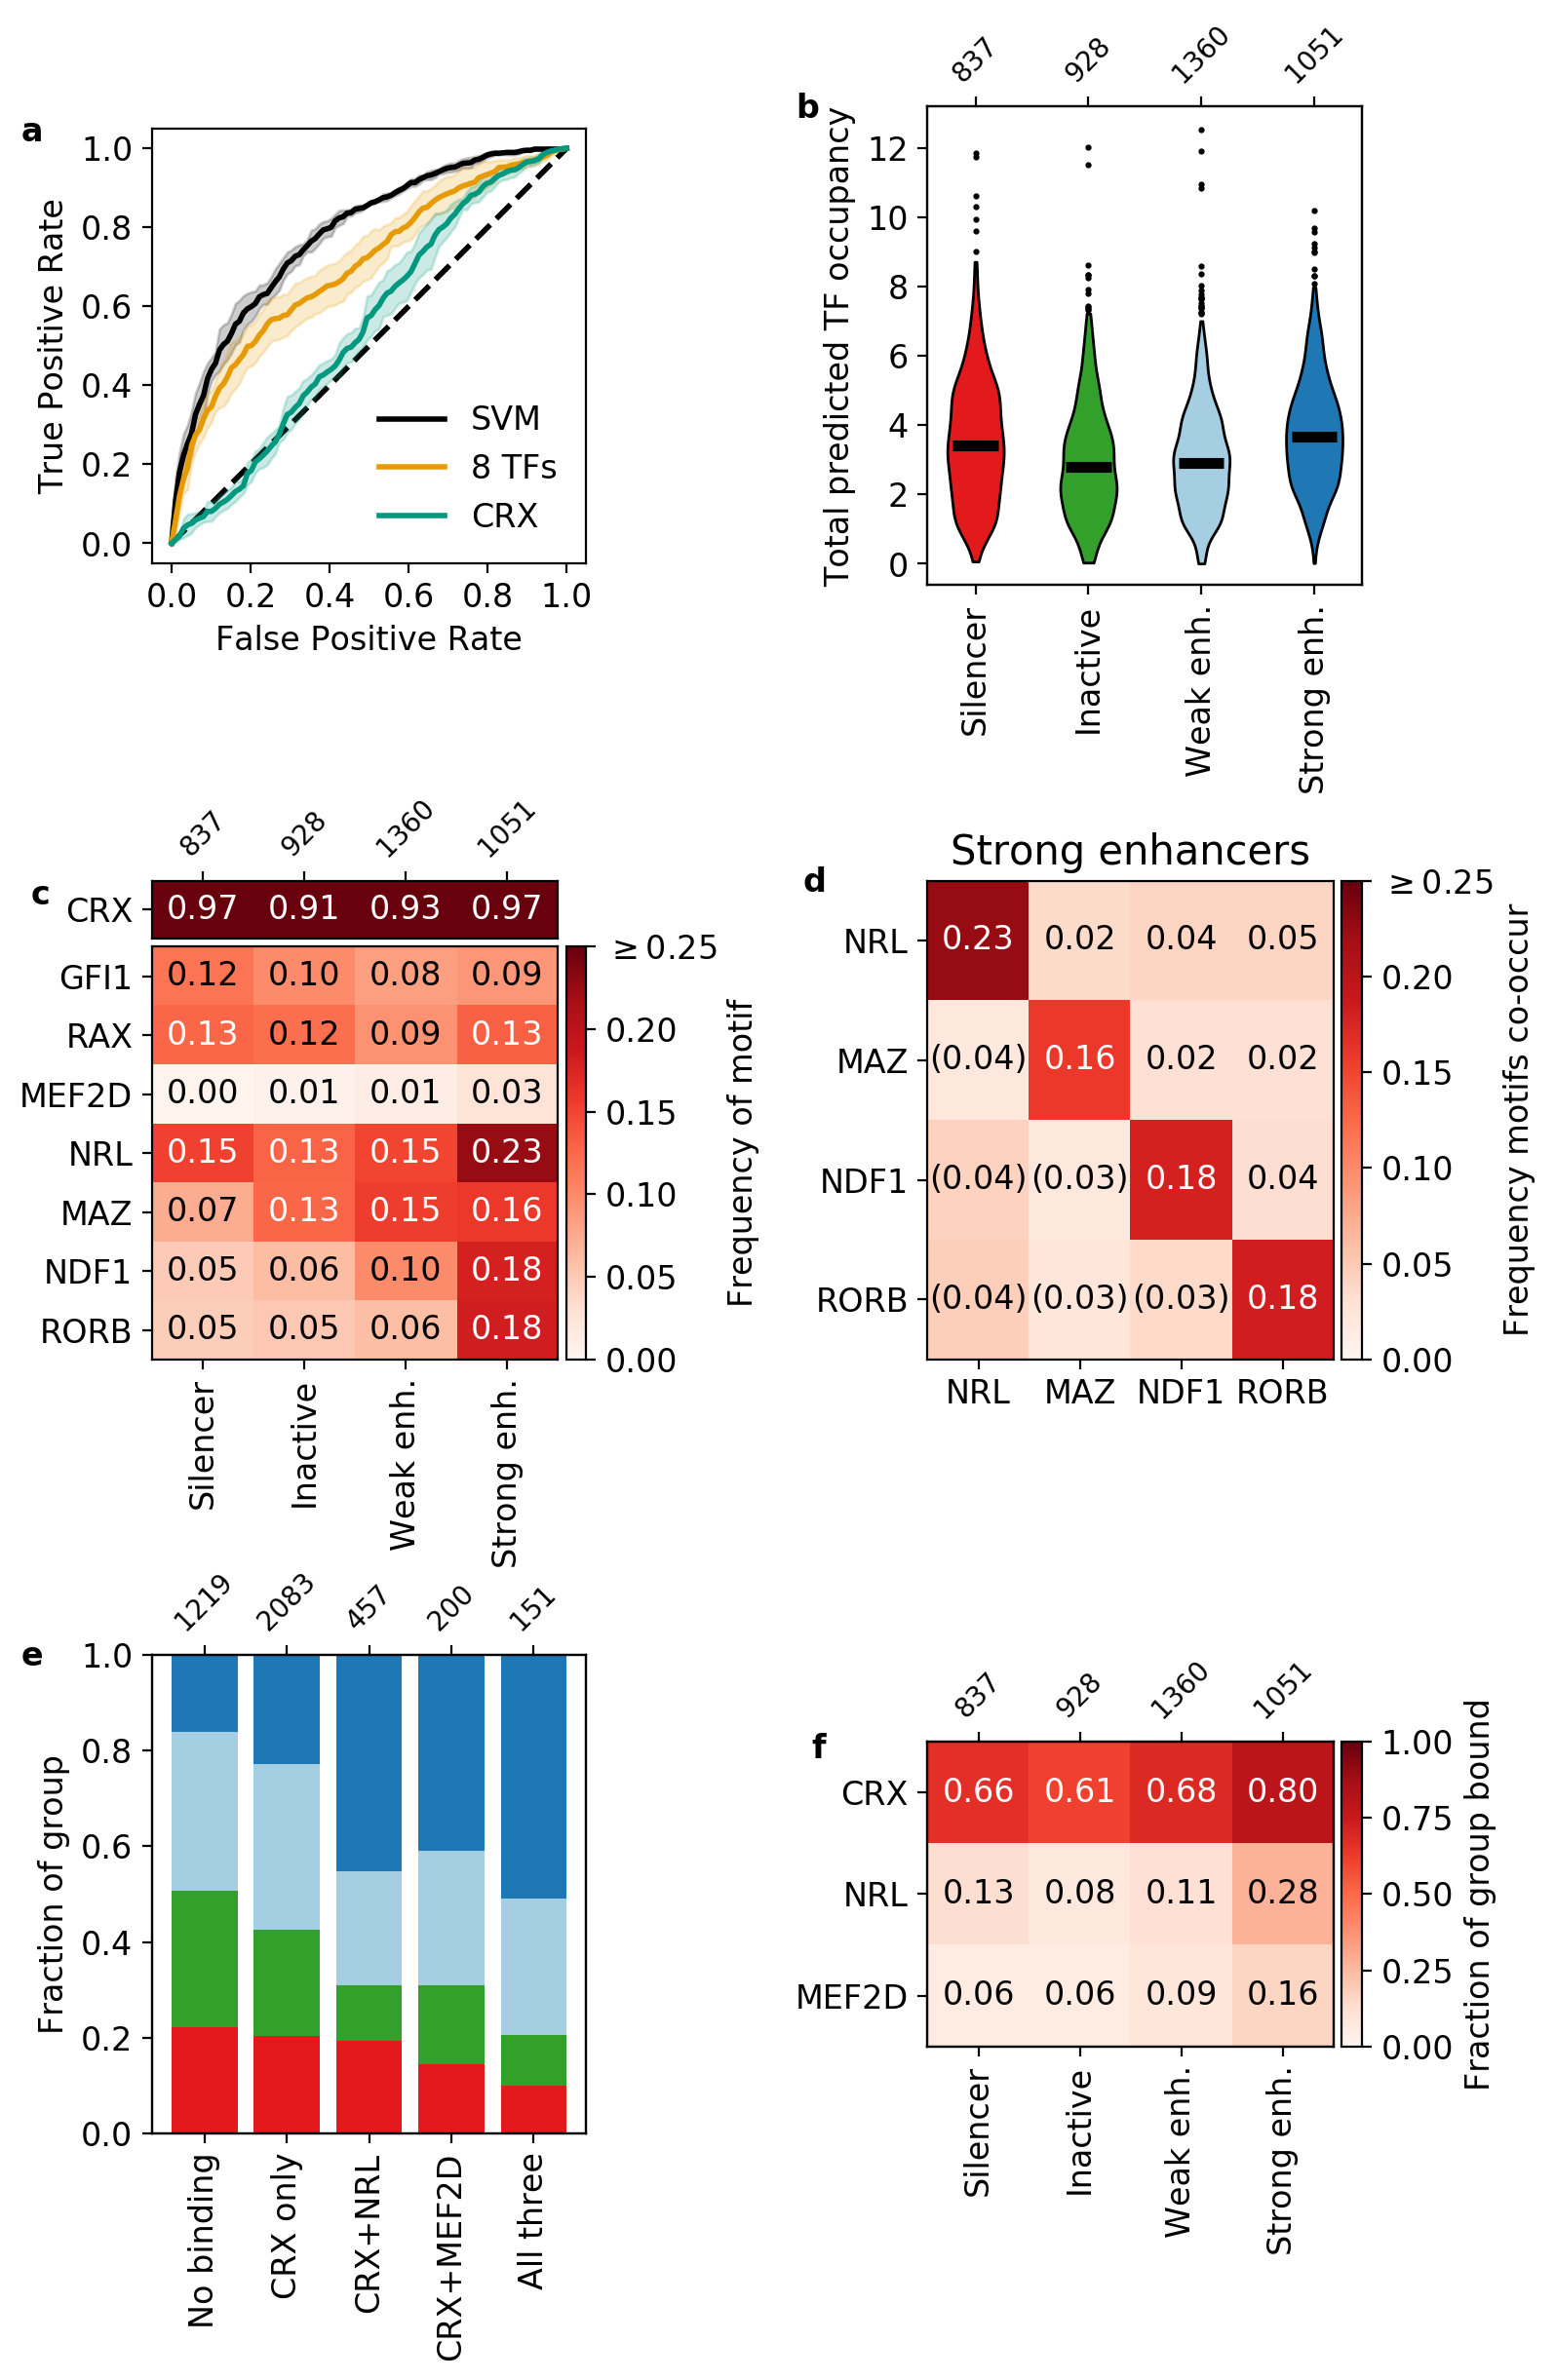 a
1.0
0.8
0.6
0.4
0.2
0.0
True Positive Rate
SVM
8 TFs
CRX
0.0 0.2 0.4 0.6 0.8 1.0
False Positive Rate
b
837 928 1360 1051
12
10
8
6
4
2
0
Total predicted TF occupancy
Silencer Inactive Weak enh. Strong enh.
c
837 928 1360 1051
CRX 0.97 0.91 0.93 0.97
GFI1 0.12 0.10 0.08 0.09
RAX 0.13 0.12 0.09 0.13
MEF2D 0.00 0.01 0.01 0.03
NRL 0.15 0.13 0.15 0.23
MAZ 0.07 0.13 0.15 0.16
NDF1 0.05 0.06 0.10 0.18
RORB 0.05 0.05 0.06 0.18
Silencer Inactive Weak enh. Strong enh.
≥0.25
0.20
0.15
0.10
0.05
0.00
Frequency of motif
d
Strong enhancers
NRL 0.23 0.02 0.04 0.05
MAZ (0.04) 0.16 0.02 0.02
NDF1 (0.04) (0.03) 0.18 0.04
RORB (0.04) (0.03) (0.03) 0.18
NRL MAZ NDF1 RORB
≥0.25
0.20
0.15
0.10
0.05
0.00
Frequency motifs co-occur
e
1219 2083 457 200 151
1.0
0.8
0.6
0.4
0.2
0.0
Fraction of group
No binding CRX only CRX+NRL CRX+MEF2D All three
f
837 928 1360 1051
CRX 0.66 0.61 0.68 0.80
NRL 0.13 0.08 0.11 0.28
MEF2D 0.06 0.06 0.09 0.16
Silencer Inactive Weak enh. Strong enh.
1.00
0.75
0.50
0.25
0.00
Fraction of group bound